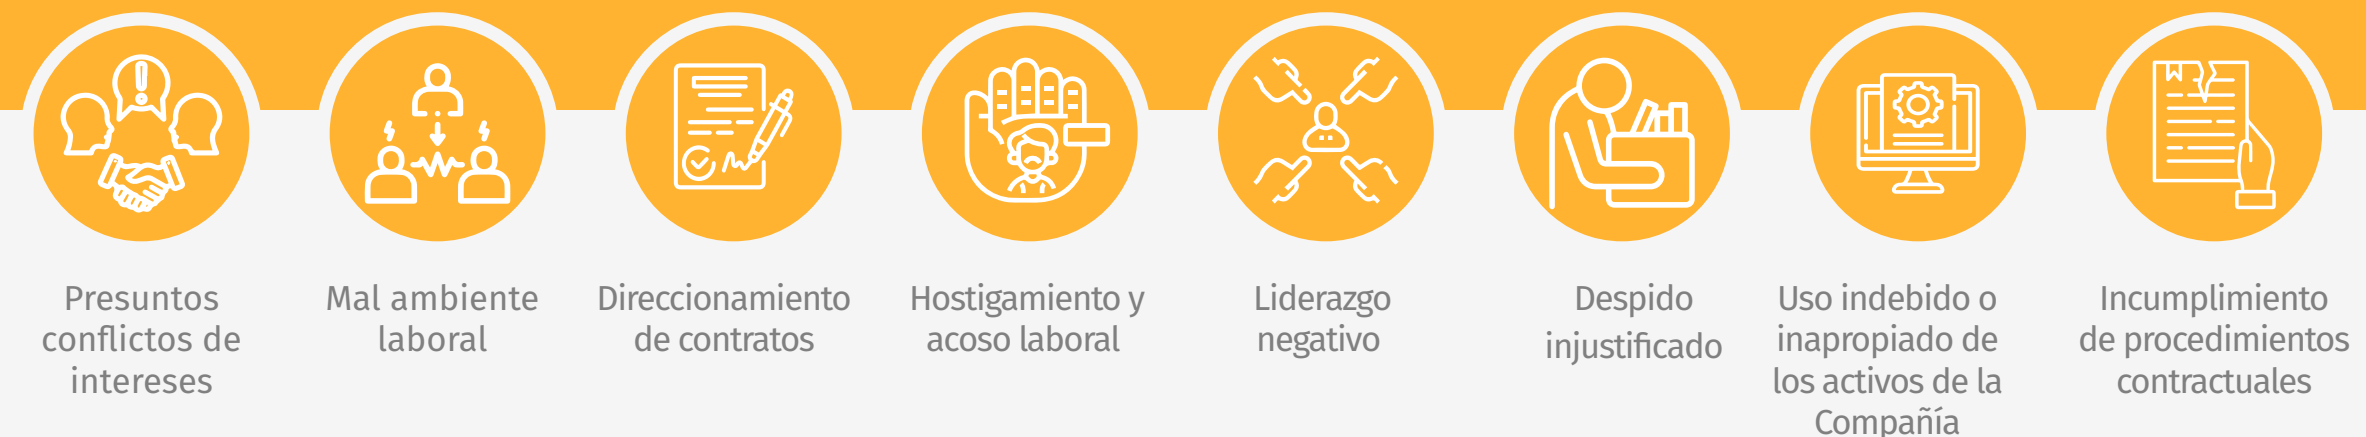 Presuntos
conflictos de
intereses
Mal ambiente
laboral
Direccionamiento
de contratos
Hostigamiento y
acoso laboral
Liderazgo
negativo
Despido
injustificado
Uso indebido o
inapropiado de
los activos de la
Compañía
Incumplimiento
de procedimientos
contractuales